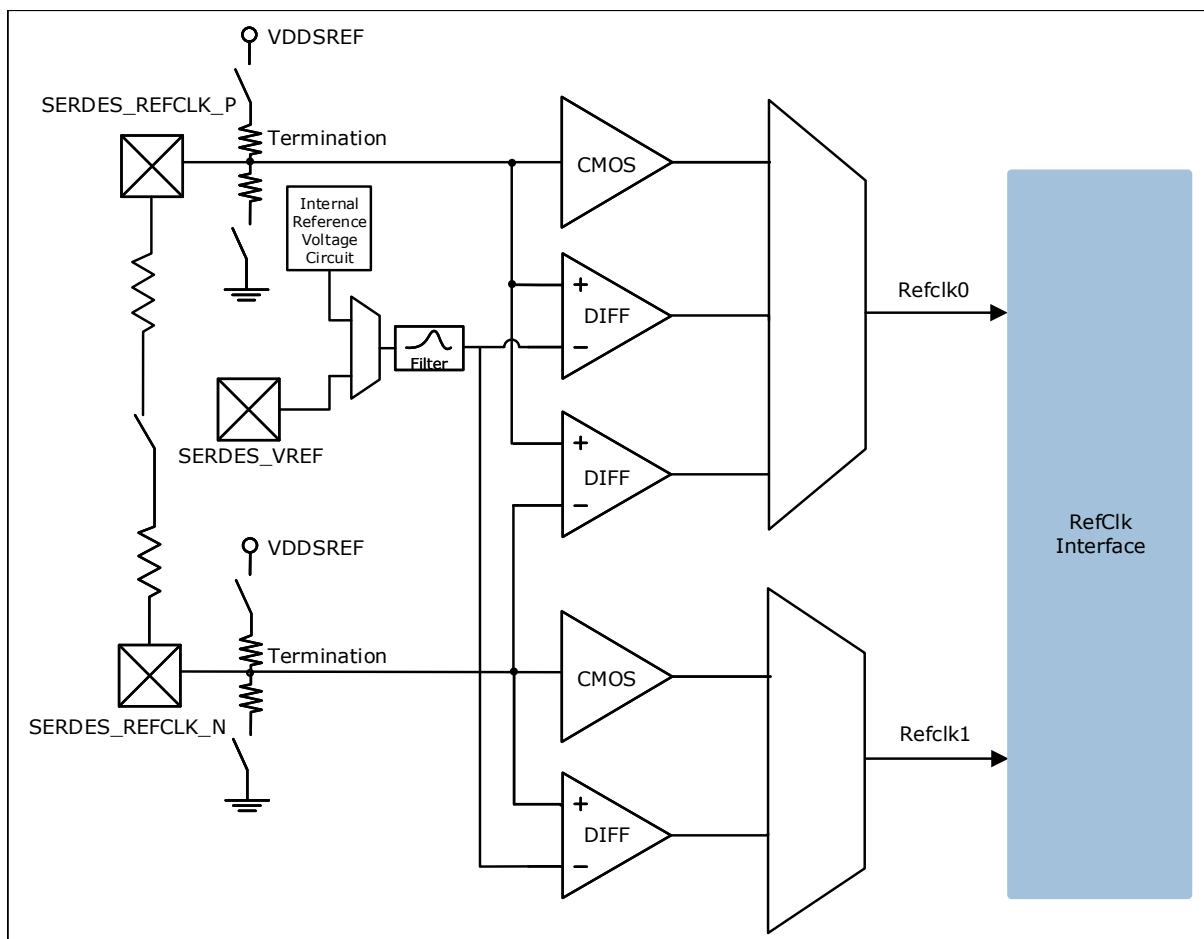 VDDSREF
SERDES_REFCLK_P
Termination
CMOS
Internal
Reference
Voltage
Circuit
+
DIFF
−
Refclk0
Filter
SERDES_VREF
+
DIFF
−
RefClk
Interface
VDDSREF
Termination
CMOS
SERDES_REFCLK_N
Refclk1
+
DIFF
−